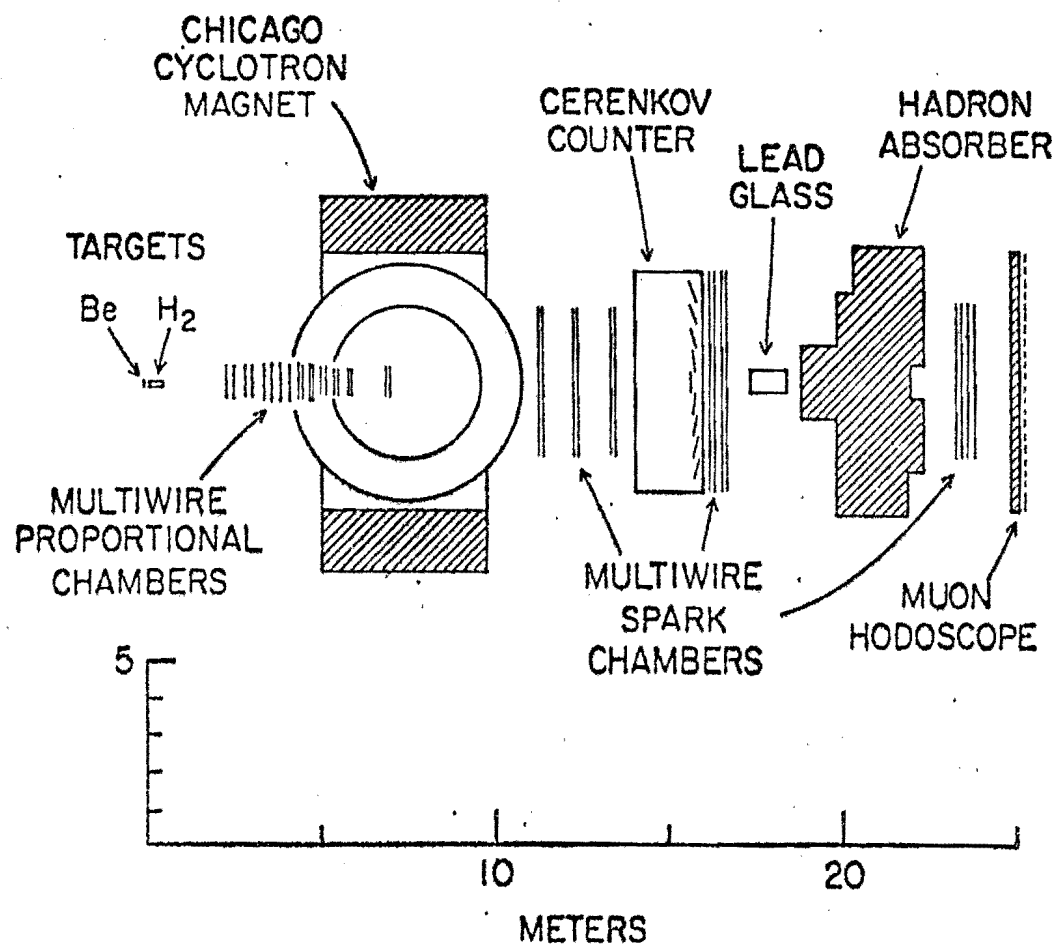 CHICAGO
CYCLOTRON
MAGNET
CERENKOV
COUNTER
HADRON
ABSORBER
LEAD
GLASS
TARGETS
Be H₂
MULTIWIRE
PROPORTIONAL
CHAMBERS
MULTIWIRE
SPARK
CHAMBERS
MUON
HODOSCOPE
5
10 20
METERS